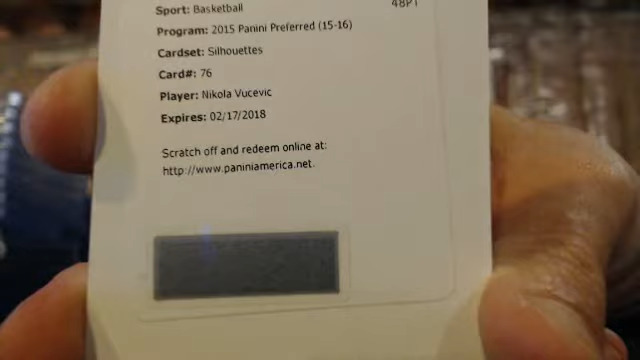 Sport: Basketball
48PT
Program: 2015 Panini Preferred (15-16)
Cardset: Silhouettes
Card#: 76
Player: Nikola Vucevic
Expires: 02/17/2018
Scratch off and redeem online at:
http://www.paniniamerica.net.